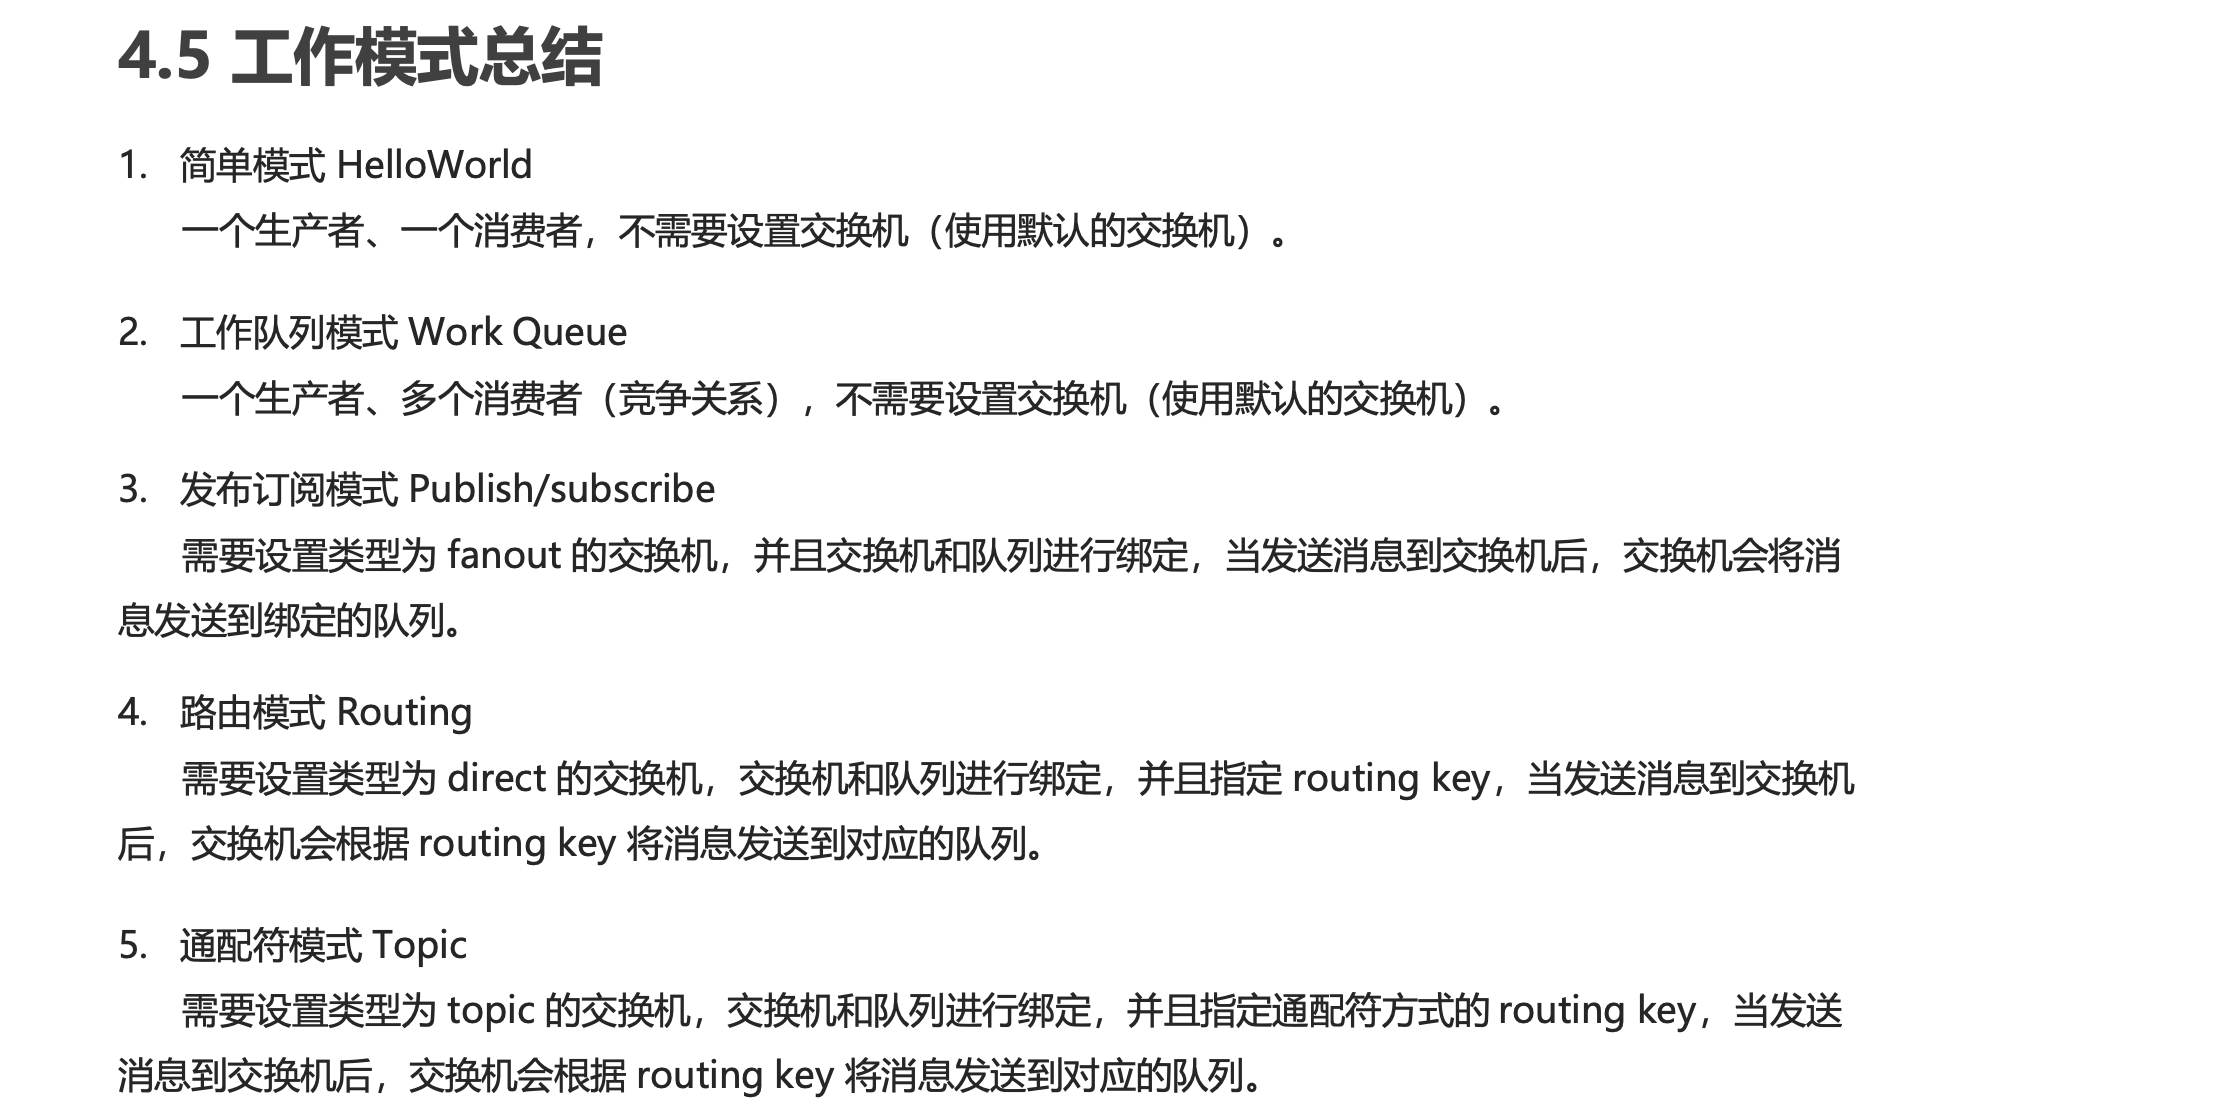 4.5 工作模式总结
1. 简单模式 HelloWorld
一个生产者、一个消费者，不需要设置交换机（使用默认的交换机）。
2. 工作队列模式 Work Queue
一个生产者、多个消费者（竞争关系），不需要设置交换机（使用默认的交换机）。
3. 发布订阅模式 Publish/subscribe
需要设置类型为 fanout 的交换机，并且交换机和队列进行绑定，当发送消息到交换机后，交换机会将消
息发送到绑定的队列。
4. 路由模式 Routing
需要设置类型为 direct 的交换机，交换机和队列进行绑定，并且指定 routing key，当发送消息到交换机
后，交换机会根据 routing key 将消息发送到对应的队列。
5. 通配符模式 Topic
需要设置类型为 topic 的交换机，交换机和队列进行绑定，并且指定通配符方式的 routing key，当发送
消息到交换机后，交换机会根据 routing key 将消息发送到对应的队列。